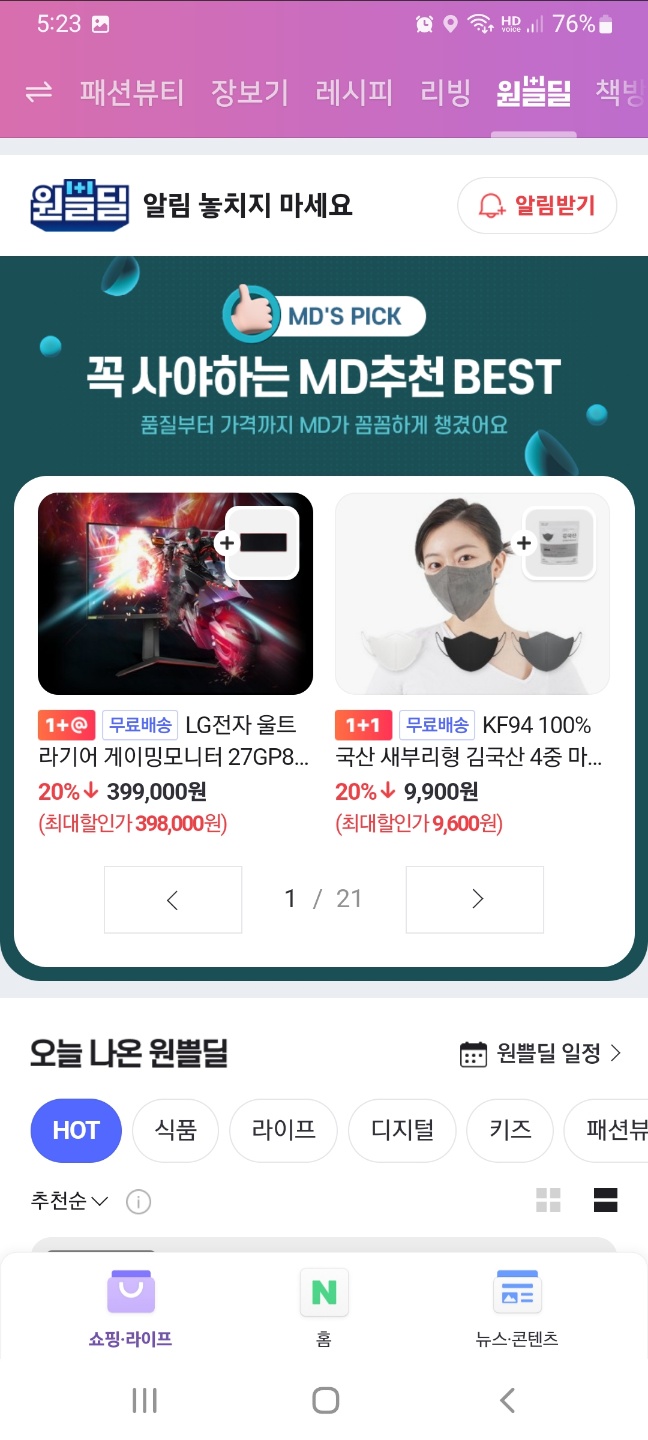 5:23 HD voice 76%
패션뷰티 장보기 레시피 리빙 원쁠딜 책방
원쁠딜 알림 놓치지 마세요 알림받기
MD'S PICK
꼭 사야하는 MD추천 BEST
품질부터 가격까지 MD가 꼼꼼하게 챙겼어요
1+@ 무료배송 LG전자 울트
라기어 게이밍모니터 27GP8...
20%↓ 399,000원
(최대할인가 398,000원)
1+1 무료배송 KF94 100%
국산 새부리형 김국산 4중 마...
20%↓ 9,900원
(최대할인가 9,600원)
1 / 21
오늘 나온 원쁠딜 원쁠딜 일정
HOT 식품 라이프 디지털 키즈 패션뷰
추천순
쇼핑·라이프 홈 뉴스·콘텐츠